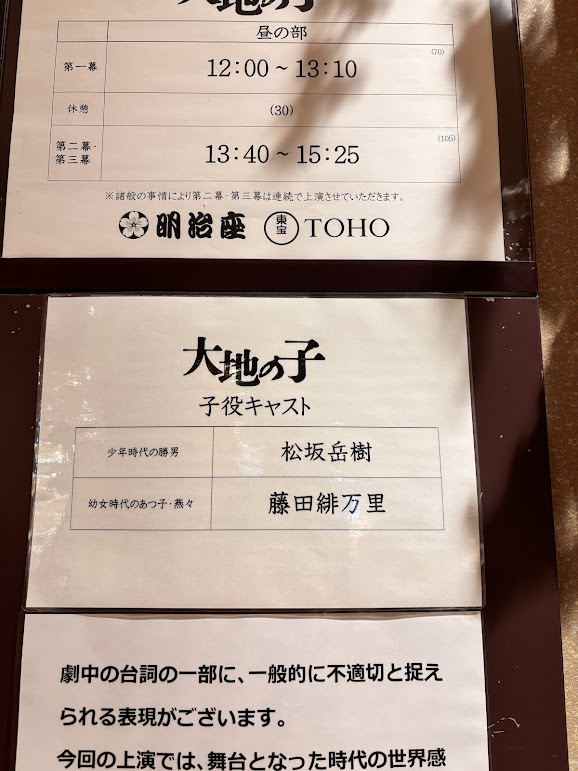 大地の子
昼の部
第一幕 12:00~13:10 (70)
休憩 (30)
第二幕・第三幕 13:40~15:25 (105)
※諸般の事情により第二幕・第三幕は連続で上演させていただきます。
明治座 東宝 TOHO
大地の子
子役キャスト
少年時代の勝男 松坂岳樹
幼女時代のあつ子・燕々 藤田緋万里
劇中の台詞の一部に、一般的に不適切と捉え
られる表現がございます。
今回の上演では、舞台となった時代の世界感